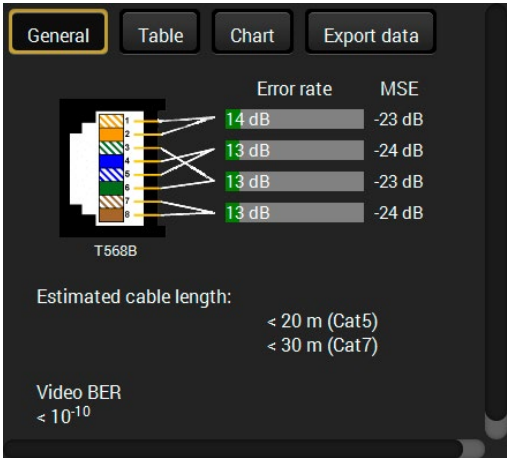 General Table Chart Export data
Error rate MSE
1 14 dB -23 dB
2
3 13 dB -24 dB
4
5 13 dB -23 dB
6
7 13 dB -24 dB
8
T568B
Estimated cable length:
< 20 m (Cat5)
< 30 m (Cat7)
Video BER
< 10⁻¹⁰